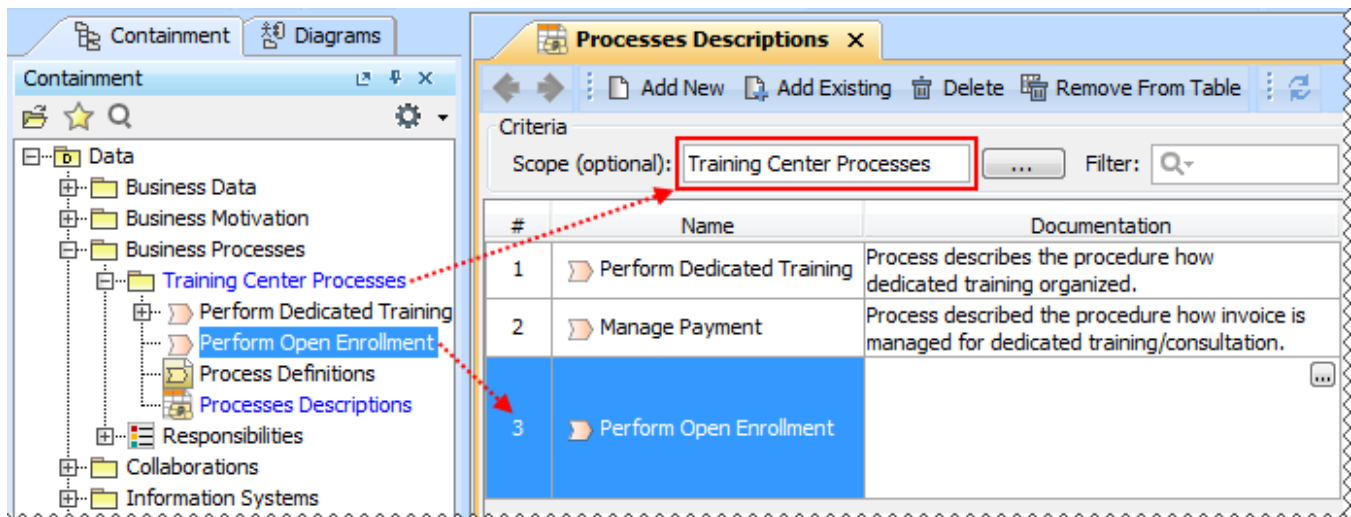 Containment
Diagrams
Containment
Data
Business Data
Business Motivation
Business Processes
Training Center Processes
Perform Dedicated Training
Perform Open Enrollment
Process Definitions
Processes Descriptions
Responsibilities
Collaborations
Information Systems
Processes Descriptions
Add New Add Existing Delete Remove From Table
Criteria
Scope (optional): Training Center Processes ... Filter:
# Name Documentation
1 Perform Dedicated Training Process describes the procedure how
dedicated training organized.
2 Manage Payment Process described the procedure how invoice is
managed for dedicated training/consultation.
...
3 Perform Open Enrollment